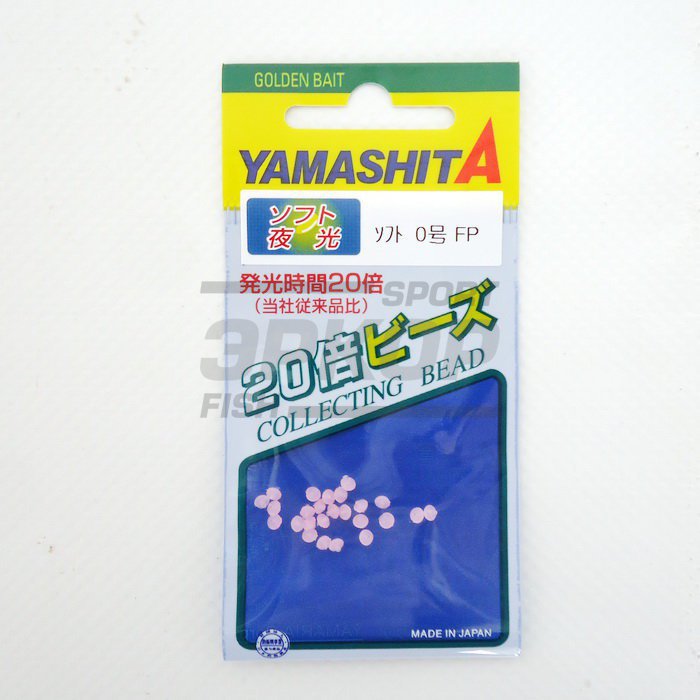 GOLDEN BAIT
YAMASHITA
ソフト
夜光
ｿﾌﾄ 0号 FP
発光時間20倍
(当社従来品比)
SPORT
FISH
20倍ビーズ
COLLECTING BEAD
MADE IN JAPAN